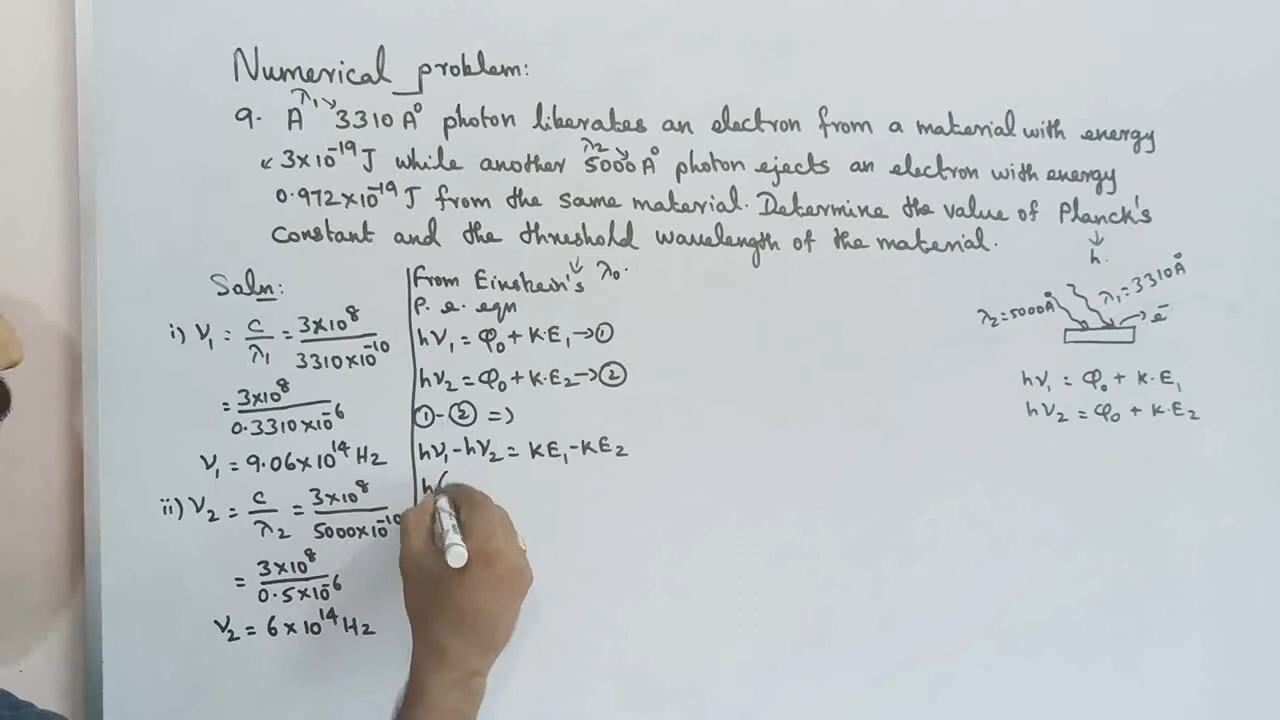 Numerical problem:
9. A λ₁↘ 3310 A° photon liberates an electron from a material with energy
3×10⁻¹⁹J while another λ₂↘ 5000 A° photon ejects an electron with energy
0.972×10⁻¹⁹ J from the same material. Determine the value of Planck's
constant and the threshold wavelength of the material.
↓
h.
↓ λ₀.
Soln:
i) ν₁ = c/λ₁ = 3×10⁸/3310×10⁻¹⁰
= 3×10⁸/0.3310×10⁻⁶
ν₁ = 9.06×10¹⁴ Hz
ii) ν₂ = c/λ₂ = 3×10⁸/5000×10⁻¹⁰
= 3×10⁸/0.5×10⁻⁶
ν₂ = 6×10¹⁴ Hz
From Einstein's
P. e. eqn
hν₁ = φ₀ + K.E₁ → ①
hν₂ = φ₀ + K.E₂ → ②
① - ② =>
hν₁ - hν₂ = KE₁ - KE₂
h(
λ₂ = 5000A° λ₁ = 3310A°
→ e⁻
hν₁ = φ₀ + K.E₁
hν₂ = φ₀ + K.E₂